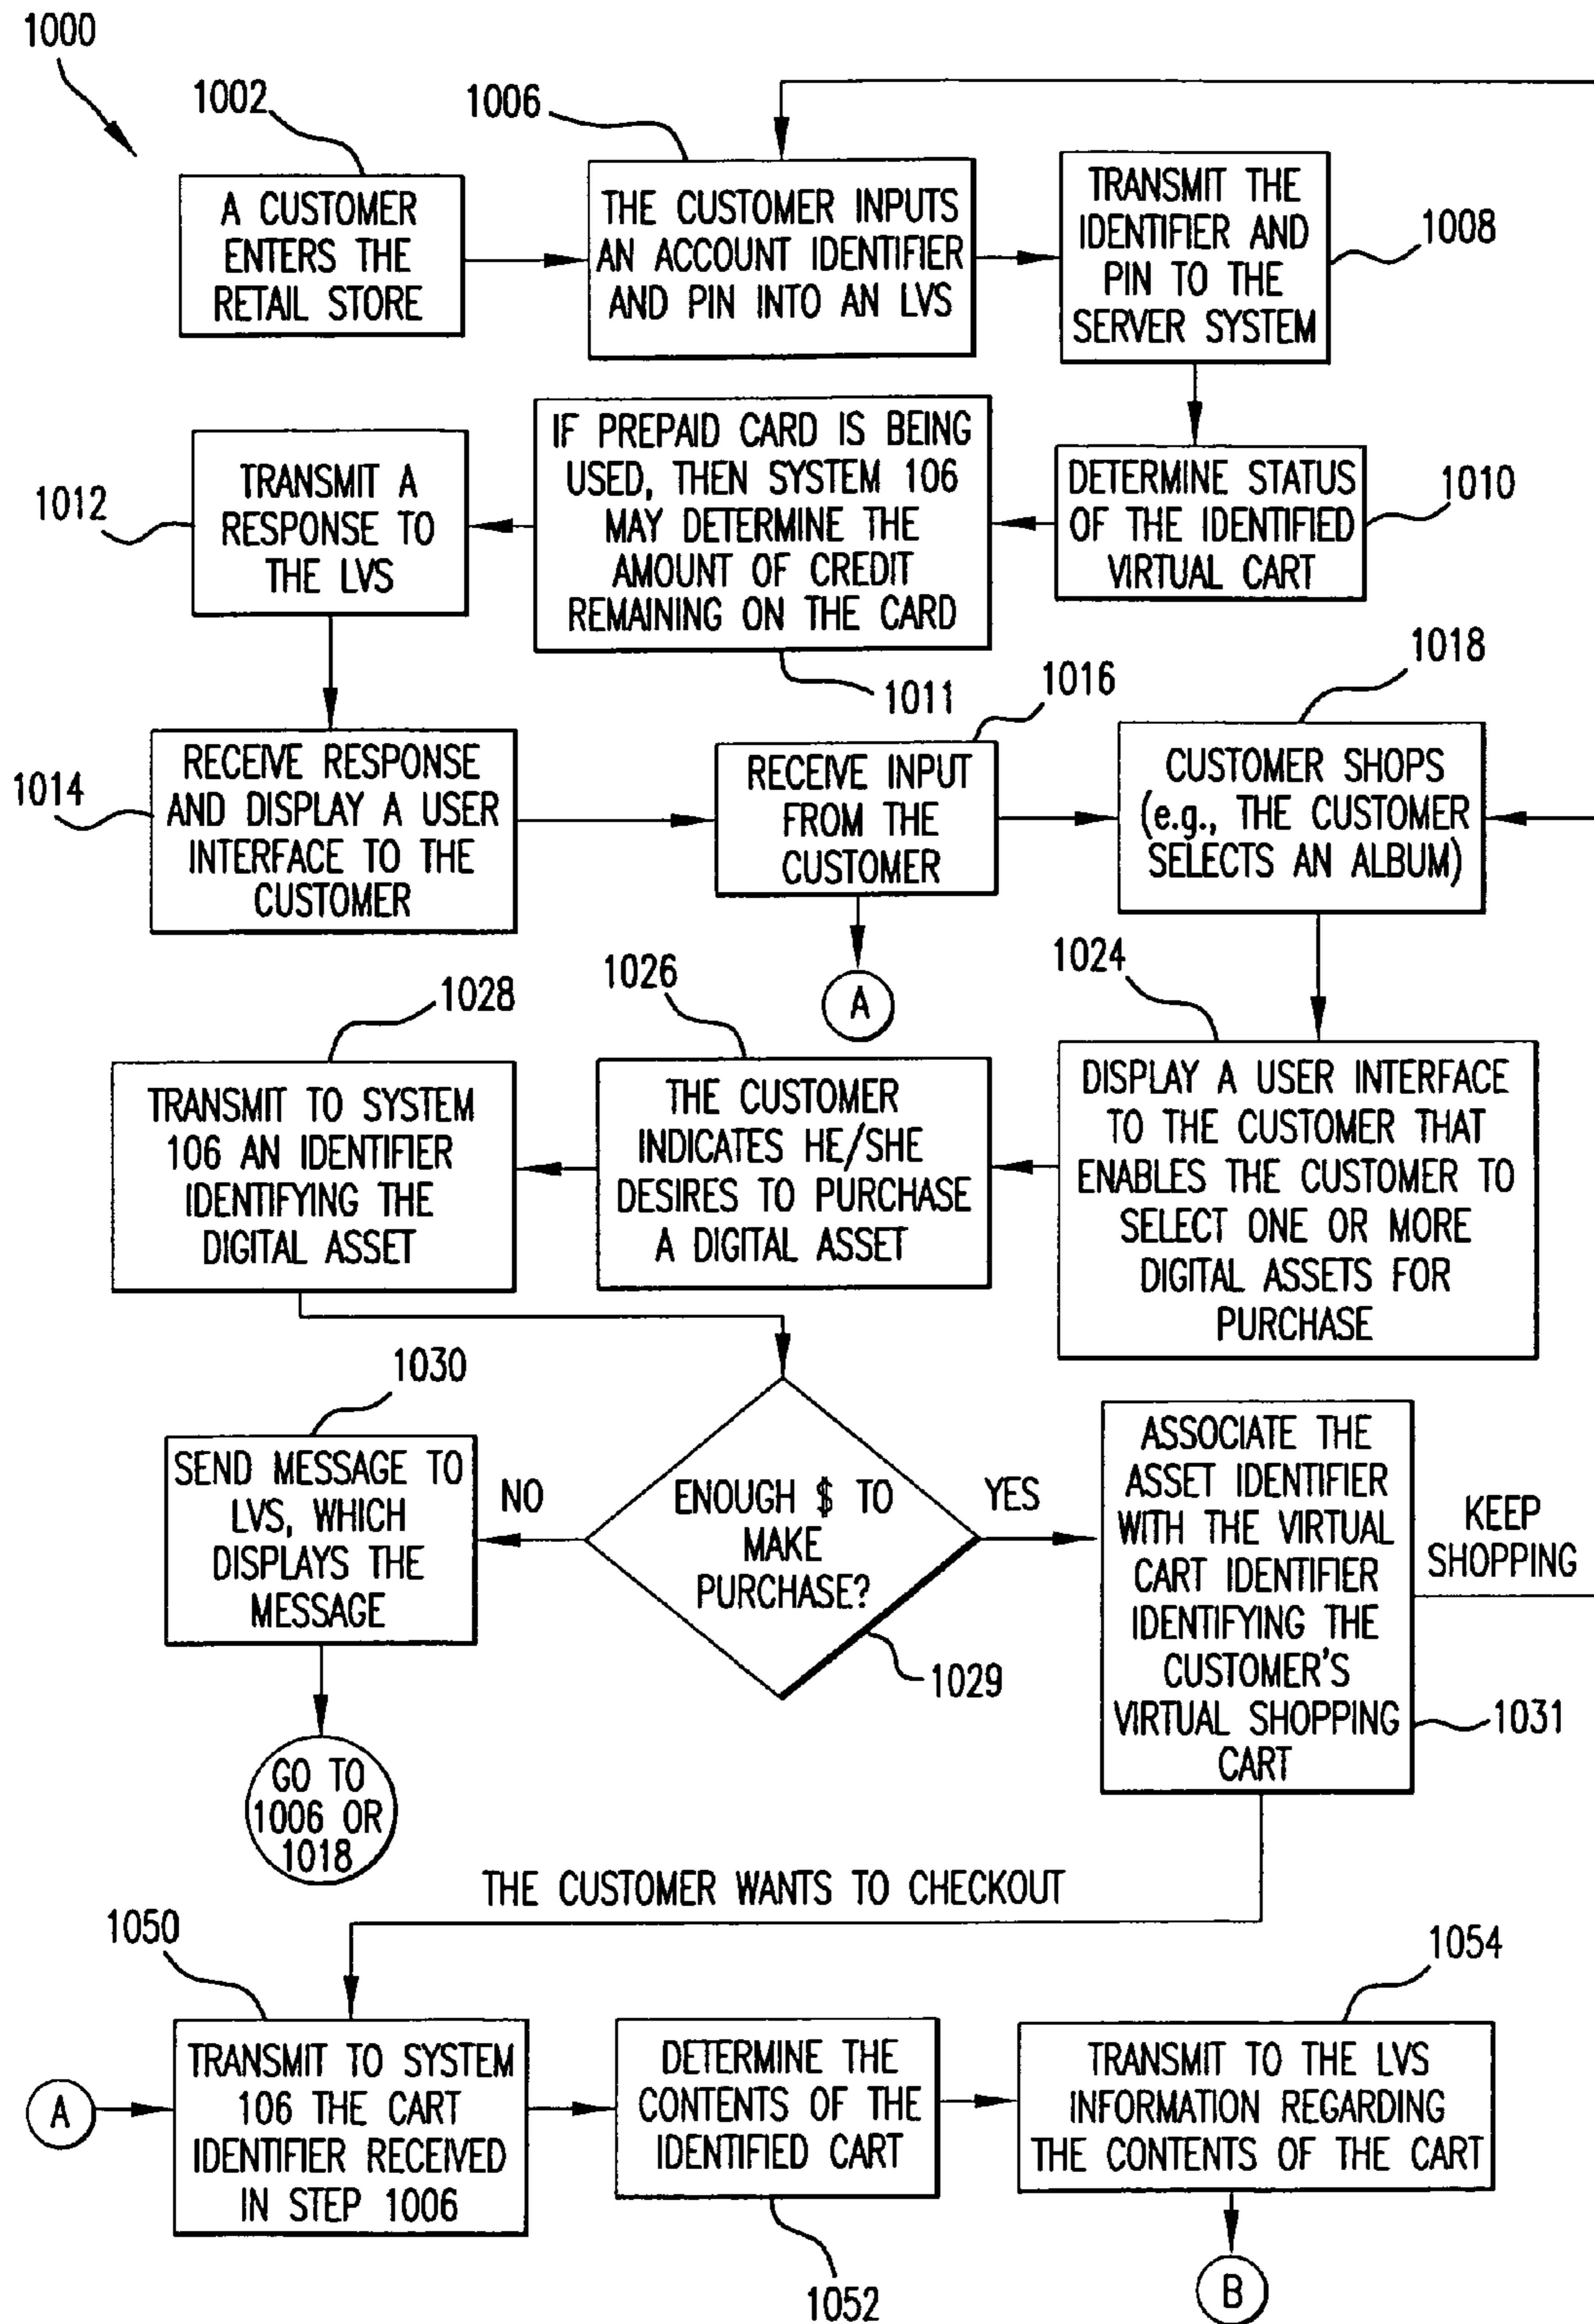 1000
1002
A CUSTOMER
ENTERS THE
RETAIL STORE
1006
THE CUSTOMER INPUTS
AN ACCOUNT IDENTIFIER
AND PIN INTO AN LVS
TRANSMIT THE
IDENTIFIER AND
PIN TO THE
SERVER SYSTEM
1008
DETERMINE STATUS
OF THE IDENTIFIED
VIRTUAL CART
1010
IF PREPAID CARD IS BEING
USED, THEN SYSTEM 106
MAY DETERMINE THE
AMOUNT OF CREDIT
REMAINING ON THE CARD
1011
1012
TRANSMIT A
RESPONSE TO
THE LVS
1014
RECEIVE RESPONSE
AND DISPLAY A USER
INTERFACE TO THE
CUSTOMER
1016
RECEIVE INPUT
FROM THE
CUSTOMER
A
1018
CUSTOMER SHOPS
(e.g., THE CUSTOMER
SELECTS AN ALBUM)
1024
DISPLAY A USER INTERFACE
TO THE CUSTOMER THAT
ENABLES THE CUSTOMER TO
SELECT ONE OR MORE
DIGITAL ASSETS FOR
PURCHASE
1026
THE CUSTOMER
INDICATES HE/SHE
DESIRES TO PURCHASE
A DIGITAL ASSET
1028
TRANSMIT TO SYSTEM
106 AN IDENTIFIER
IDENTIFYING THE
DIGITAL ASSET
ENOUGH $ TO
MAKE
PURCHASE?
1029
NO
1030
SEND MESSAGE TO
LVS, WHICH
DISPLAYS THE
MESSAGE
GO TO
1006 OR
1018
YES
ASSOCIATE THE
ASSET IDENTIFIER
WITH THE VIRTUAL
CART IDENTIFIER
IDENTIFYING THE
CUSTOMER'S
VIRTUAL SHOPPING
CART
1031
KEEP
SHOPPING
THE CUSTOMER WANTS TO CHECKOUT
1050
A
TRANSMIT TO SYSTEM
106 THE CART
IDENTIFIER RECEIVED
IN STEP 1006
DETERMINE THE
CONTENTS OF THE
IDENTIFIED CART
1052
1054
TRANSMIT TO THE LVS
INFORMATION REGARDING
THE CONTENTS OF THE CART
B